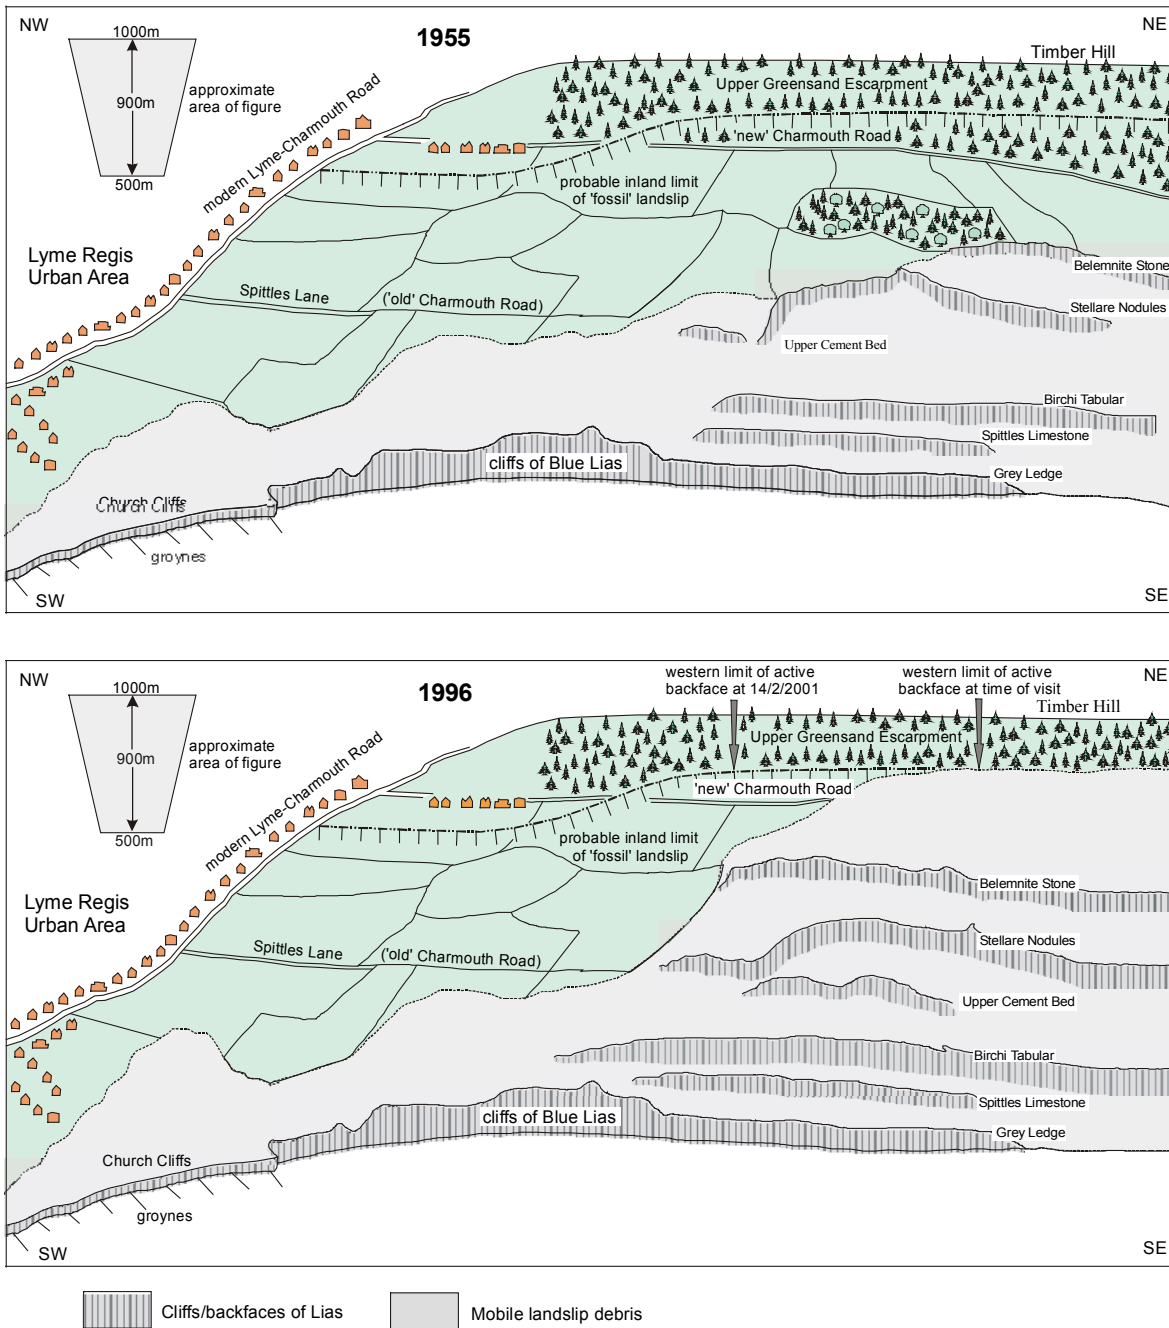 NW
NE
1955
1000m
900m
500m
approximate
area of figure
modern Lyme-Charmouth Road
Timber Hill
Upper Greensand Escarpment
'new' Charmouth Road
probable inland limit
of 'fossil' landslip
Lyme Regis
Urban Area
Spittles Lane
('old' Charmouth Road)
Belemnite Stone
Stellare Nodules
Upper Cement Bed
Birchi Tabular
Spittles Limestone
cliffs of Blue Lias
Grey Ledge
Church Cliffs
groynes
SW
SE
NW
NE
1996
western limit of active
backface at 14/2/2001
western limit of active
backface at time of visit
1000m
900m
500m
approximate
area of figure
modern Lyme-Charmouth Road
Timber Hill
Upper Greensand Escarpment
'new' Charmouth Road
probable inland limit
of 'fossil' landslip
Lyme Regis
Urban Area
Spittles Lane
('old' Charmouth Road)
Belemnite Stone
Stellare Nodules
Upper Cement Bed
Birchi Tabular
Spittles Limestone
cliffs of Blue Lias
Grey Ledge
Church Cliffs
groynes
SW
SE
Cliffs/backfaces of Lias
Mobile landslip debris